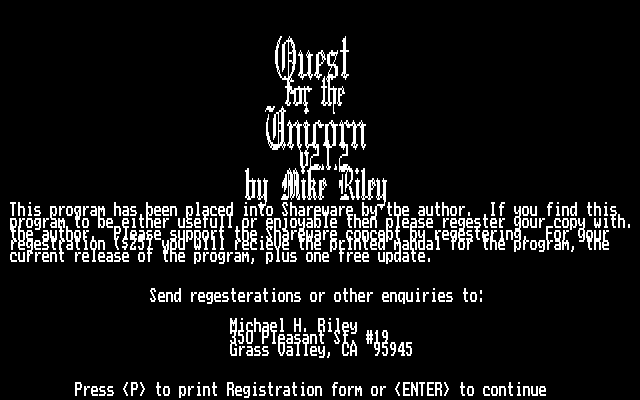 Quest
for the
Unicorn
v2.1.2
by Mike Riley
This program has been placed into Shareware by the author.  If you find this
program to be either usefull or enjoyable then please regester your copy with.
the author.  Please support the Shareware concept by regestering.  For your
regestration ($25) you will recieve the printed manual for the program, the
current release of the program, plus one free update.
Send regesterations or other enquiries to:
Michael H. Riley
350 Pleasant St. #19
Grass Valley, CA  95945
Press <P> to print Registration form or <ENTER> to continue